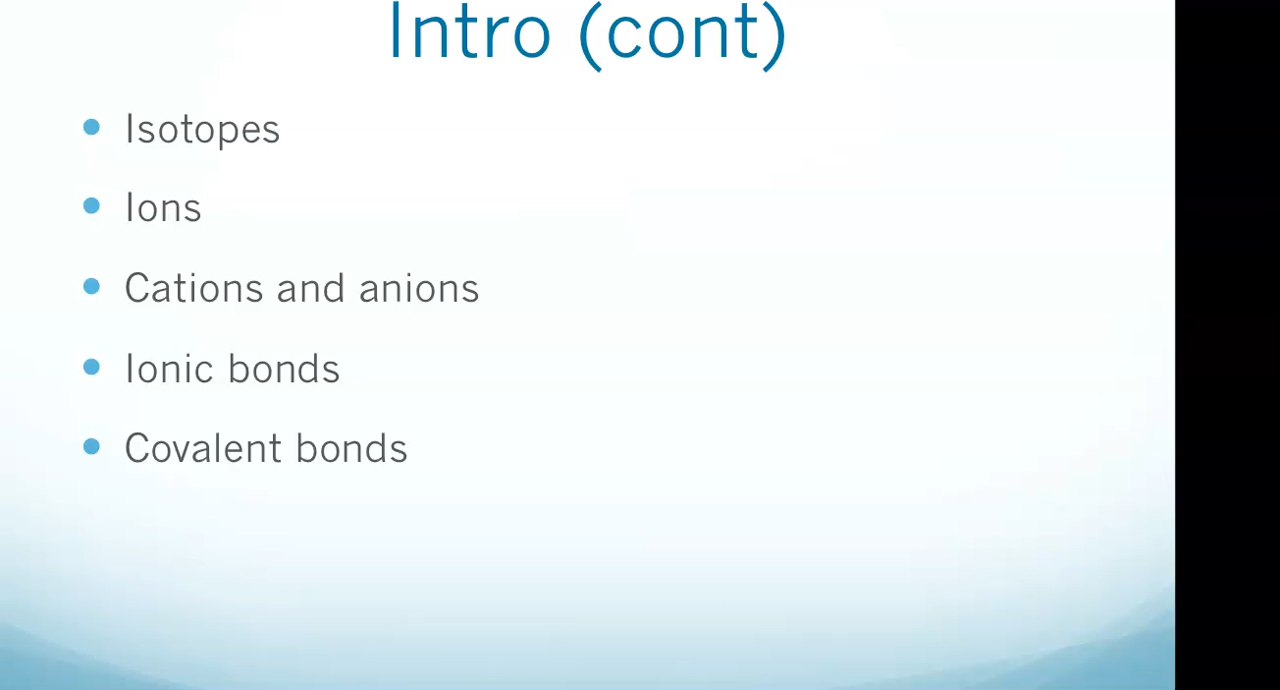 Intro (cont)
• Isotopes
• Ions
• Cations and anions
• Ionic bonds
• Covalent bonds